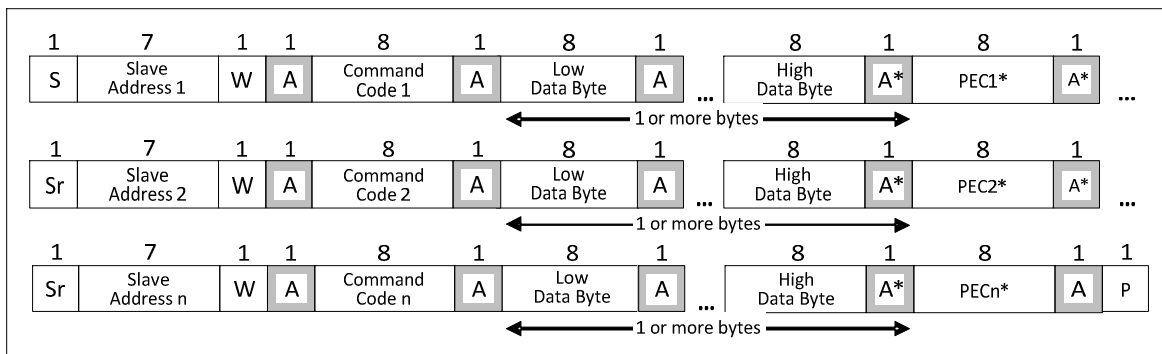 1 7 1 1 8 1 8 1 8 1 8 1
S Slave Address 1 W A Command Code 1 A Low Data Byte A ... High Data Byte A* PEC1* A* ...
1 or more bytes
1 7 1 1 8 1 8 1 8 1 8 1
Sr Slave Address 2 W A Command Code 2 A Low Data Byte A ... High Data Byte A* PEC2* A* ...
1 or more bytes
1 7 1 1 8 1 8 1 8 1 8 1 1
Sr Slave Address n W A Command Code n A Low Data Byte A ... High Data Byte A* PECn* A P
1 or more bytes